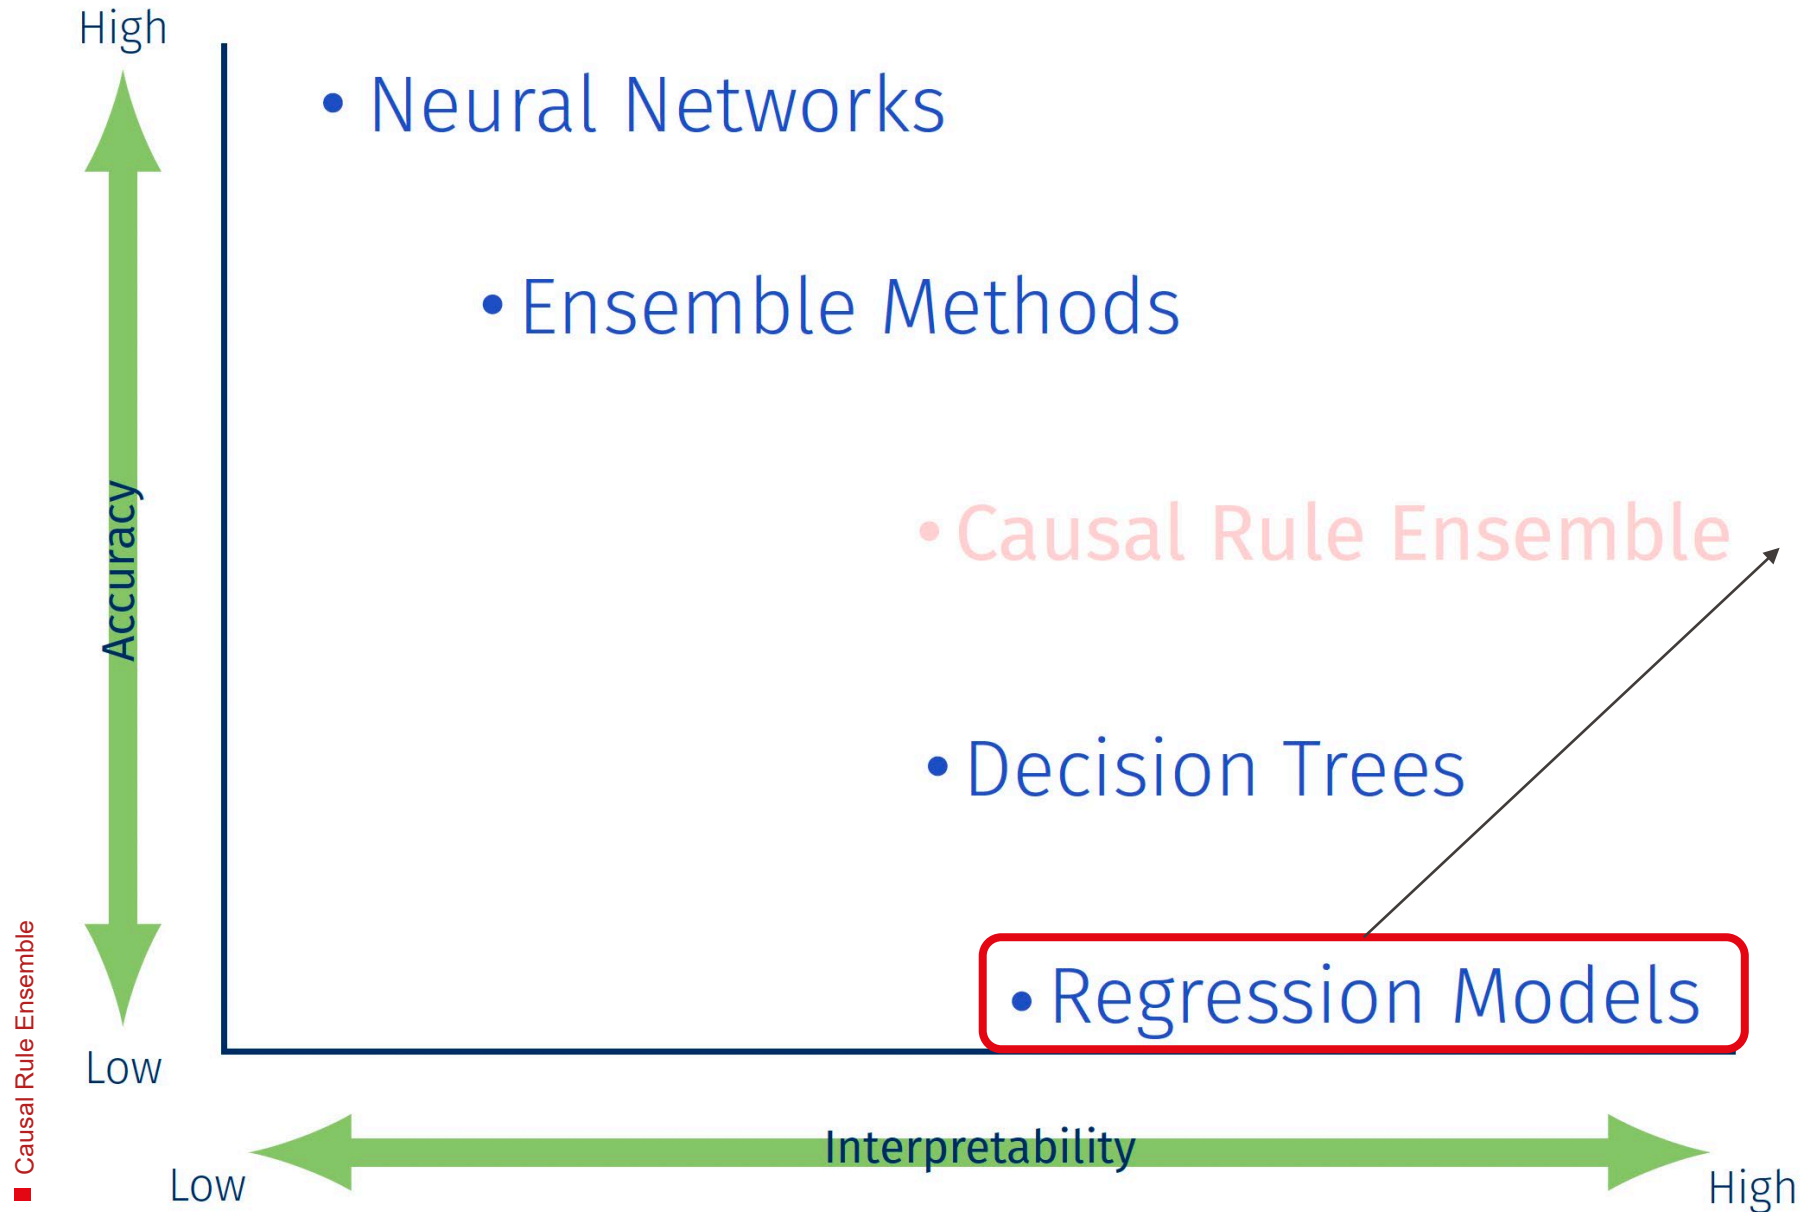 High
• Neural Networks
• Ensemble Methods
• Causal Rule Ensemble
Accuracy
• Decision Trees
• Regression Models
Low
Interpretability
Low
High
Causal Rule Ensemble